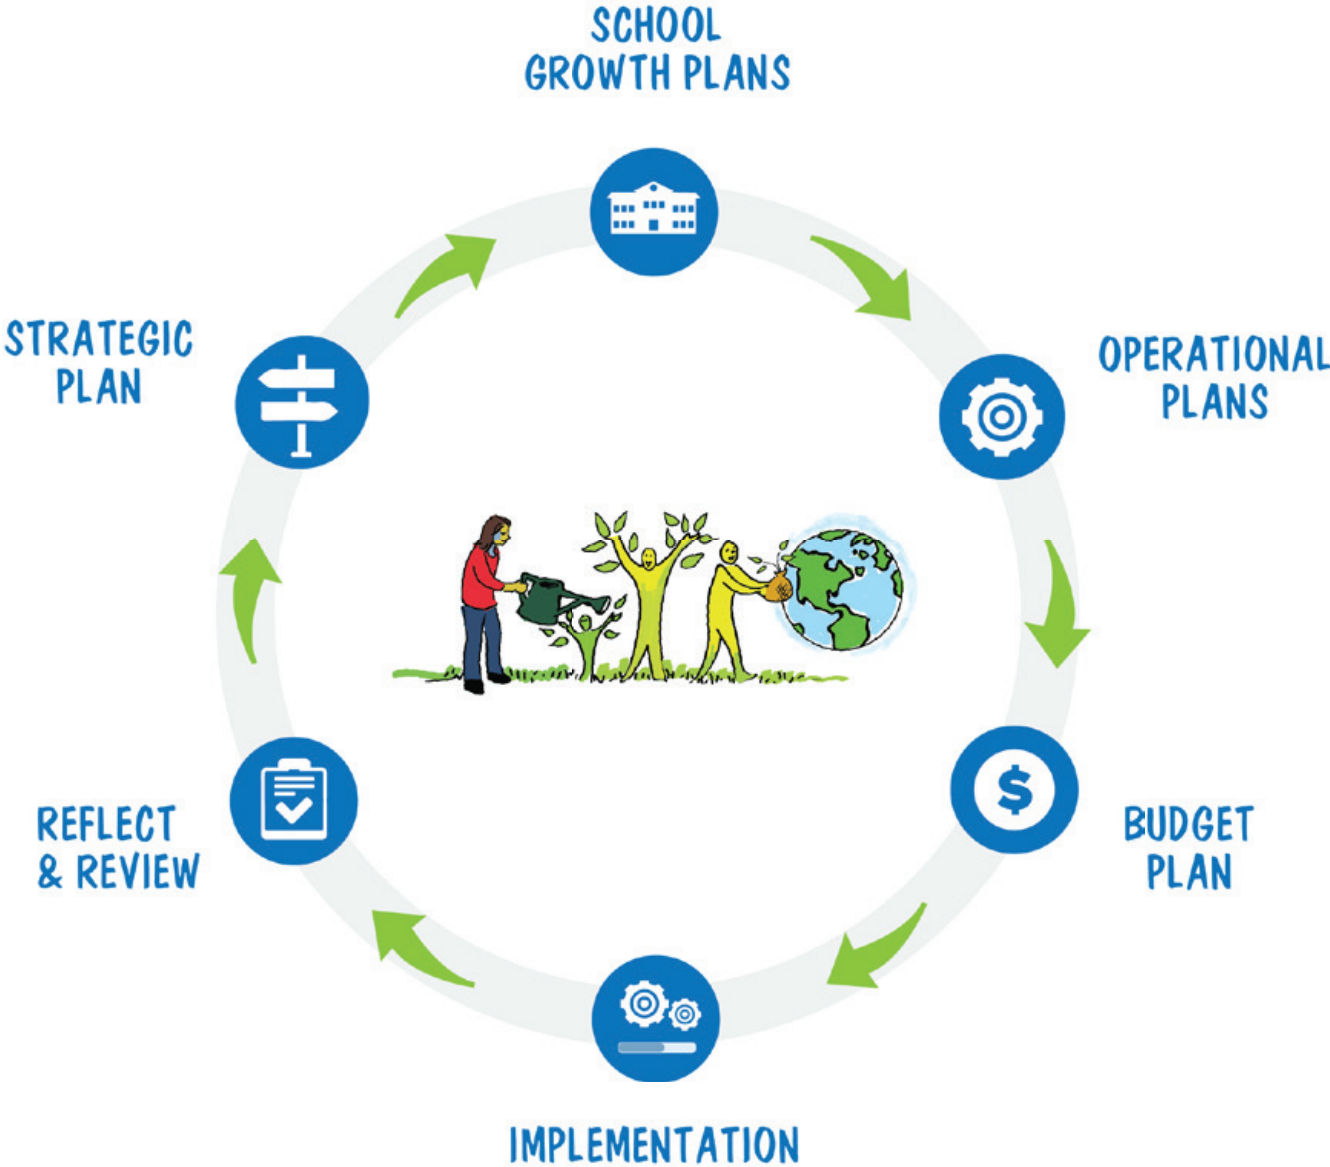 SCHOOL
GROWTH PLANS
STRATEGIC
PLAN
OPERATIONAL
PLANS
$
REFLECT
& REVIEW
BUDGET
PLAN
IMPLEMENTATION